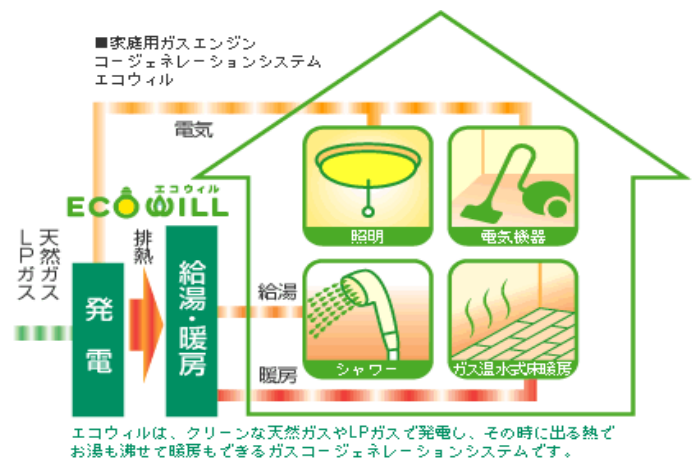 ■家庭用ガスエンジン
コージェネレーションシステム
エコウィル
電気
エコウィル
ECOWILL
天然ガス
LPガス
排熱
発電
給湯・暖房
照明
電気機器
給湯
シャワー
ガス温水式床暖房
暖房
エコウィルは、クリーンな天然ガスやLPガスで発電し、その時に出る熱で
お湯も沸せて暖房もできるガスコージェネレーションシステムです。